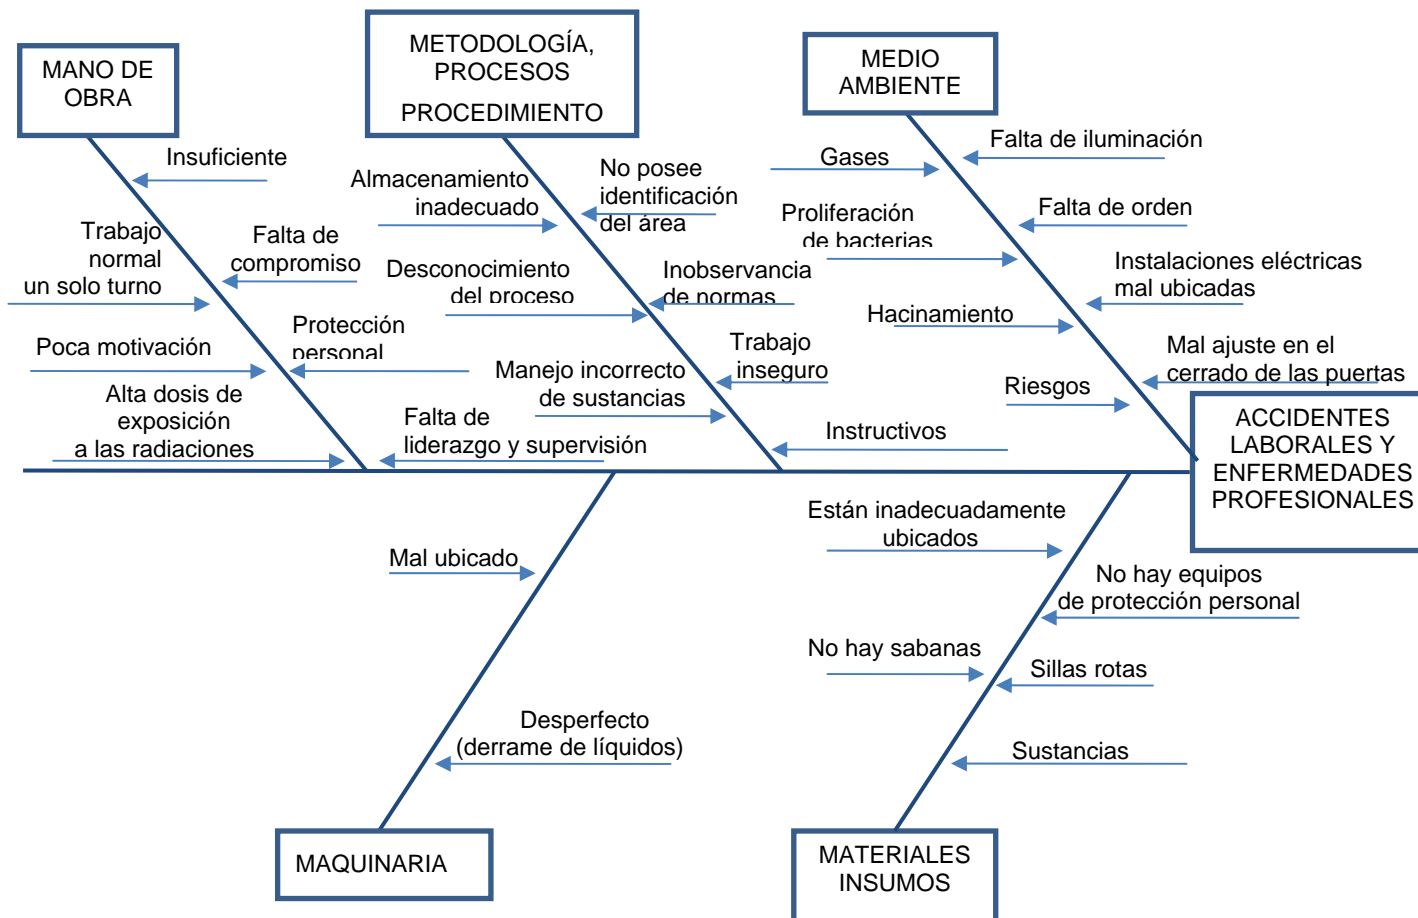 MANO DE
OBRA
METODOLOGÍA,
PROCESOS
PROCEDIMIENTO
MEDIO
AMBIENTE
Insuficiente
Trabajo
normal
un solo turno
Falta de
compromiso
Poca motivación
Protección
personal
Alta dosis de
exposición
a las radiaciones
Falta de
liderazgo y supervisión
Almacenamiento
inadecuado
No posee
identificación
del área
Desconocimiento
del proceso
Inobservancia
de normas
Manejo incorrecto
de sustancias
Trabajo
inseguro
Instructivos
Gases
Falta de iluminación
Proliferación
de bacterias
Falta de orden
Hacinamiento
Instalaciones eléctricas
mal ubicadas
Riesgos
Mal ajuste en el
cerrado de las puertas
ACCIDENTES
LABORALES Y
ENFERMEDADES
PROFESIONALES
Mal ubicado
Desperfecto
(derrame de líquidos)
MAQUINARIA
Están inadecuadamente
ubicados
No hay equipos
de protección personal
No hay sabanas
Sillas rotas
Sustancias
MATERIALES
INSUMOS